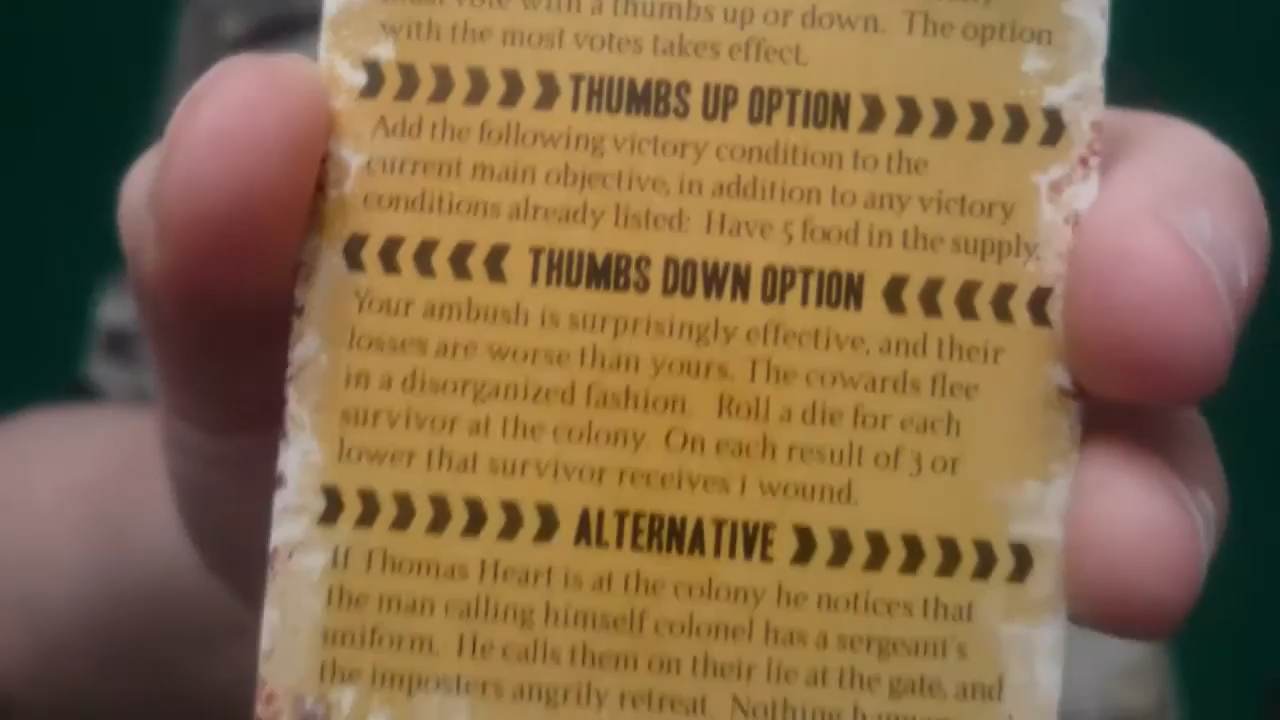 must vote with a thumbs up or down. The option
with the most votes takes effect.
THUMBS UP OPTION
Add the following victory condition to the
current main objective, in addition to any victory
conditions already listed: Have 5 food in the supply.
THUMBS DOWN OPTION
Your ambush is surprisingly effective, and their
losses are worse than yours. The cowards flee
in a disorganized fashion. Roll a die for each
survivor at the colony. On each result of 3 or
lower that survivor receives 1 wound.
ALTERNATIVE
If Thomas Heart is at the colony he notices that
the man calling himself colonel has a sergeant's
uniform. He calls them on their lie at the gate, and
the imposters angrily retreat. Nothing